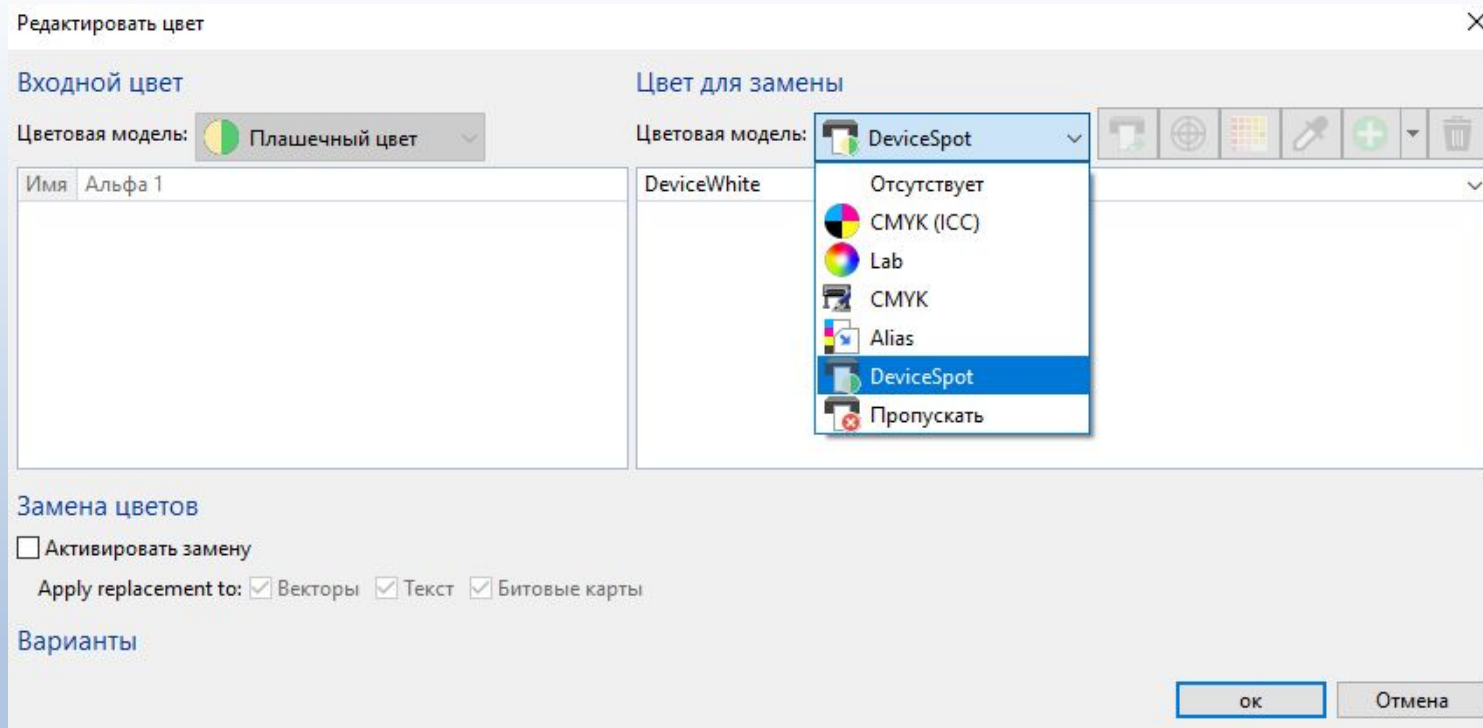 Редактировать цвет
Входной цвет
Цвет для замены
Цветовая модель: Плашечный цвет
Цветовая модель: DeviceSpot
Имя Альфа 1
DeviceWhite
Отсутствует
CMYK (ICC)
Lab
CMYK
Alias
DeviceSpot
Пропускать
Замена цветов
Активировать замену
Apply replacement to: Векторы Текст Битовые карты
Варианты
ок
Отмена